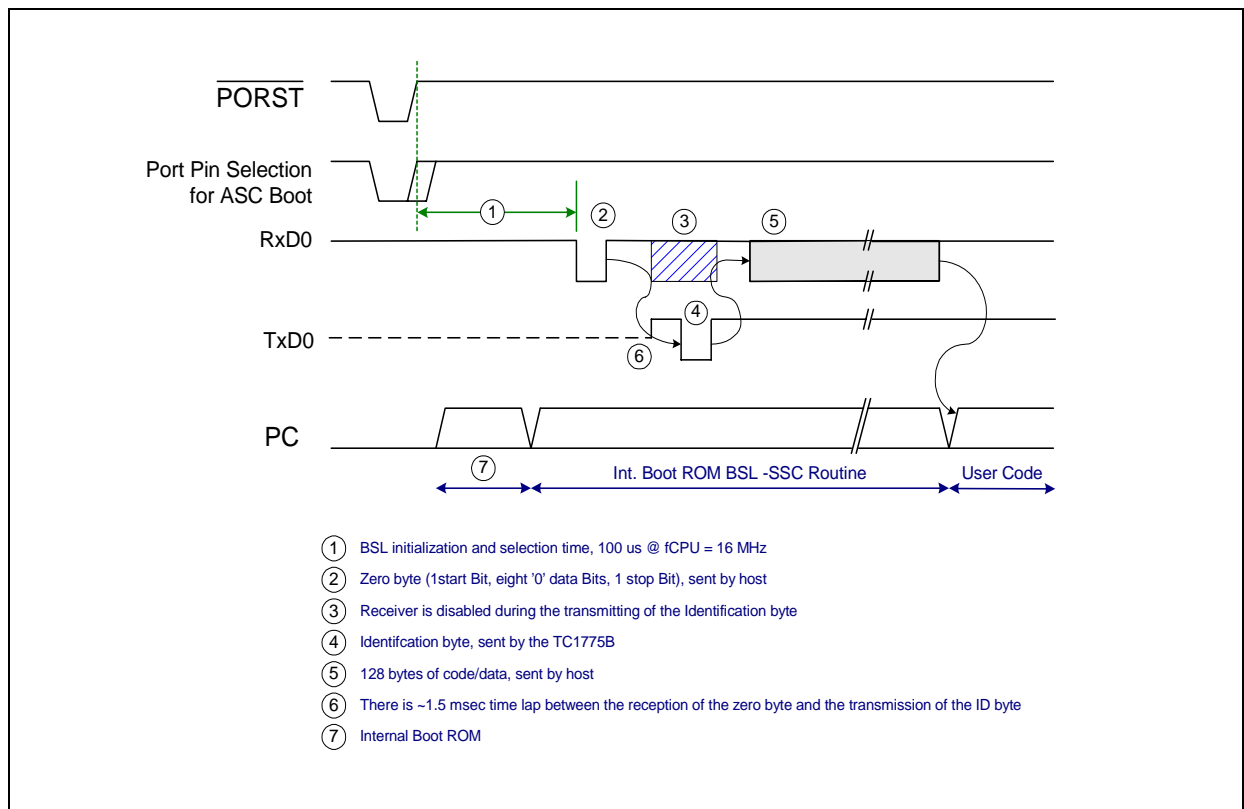 PORST
Port Pin Selection
for ASC Boot
1
2
3
5
RxD0
4
TxD0
6
PC
7
Int. Boot ROM BSL -SSC Routine
User Code
1 BSL initialization and selection time, 100 us @ fCPU = 16 MHz
2 Zero byte (1start Bit, eight '0' data Bits, 1 stop Bit), sent by host
3 Receiver is disabled during the transmitting of the Identification byte
4 Identifcation byte, sent by the TC1775B
5 128 bytes of code/data, sent by host
6 There is ~1.5 msec time lap between the reception of the zero byte and the transmission of the ID byte
7 Internal Boot ROM